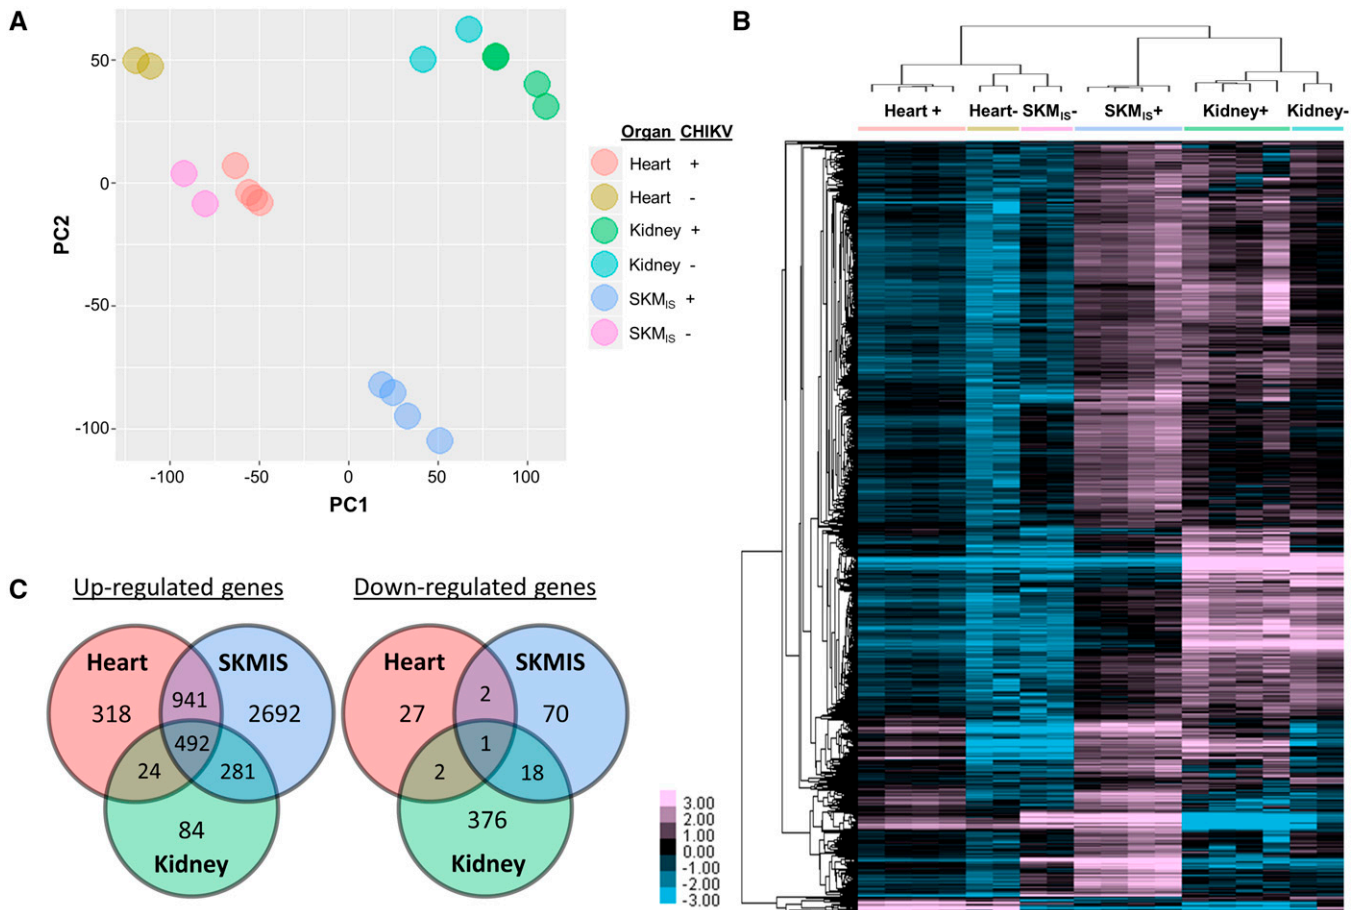 A
50
0
-50
-100
PC2
-100
-50
0
50
100
PC1
Organ CHIKV
Heart +
Heart -
Kidney +
Kidney -
SKMIS +
SKMIS -
B
Heart +
Heart-
SKMIS-
SKMIS+
Kidney+
Kidney-
3.00
2.00
1.00
0.00
-1.00
-2.00
-3.00
C
Up-regulated genes
Heart
SKMIS
318
941
2692
492
24
281
84
Kidney
Down-regulated genes
Heart
SKMIS
27
2
70
1
2
18
376
Kidney